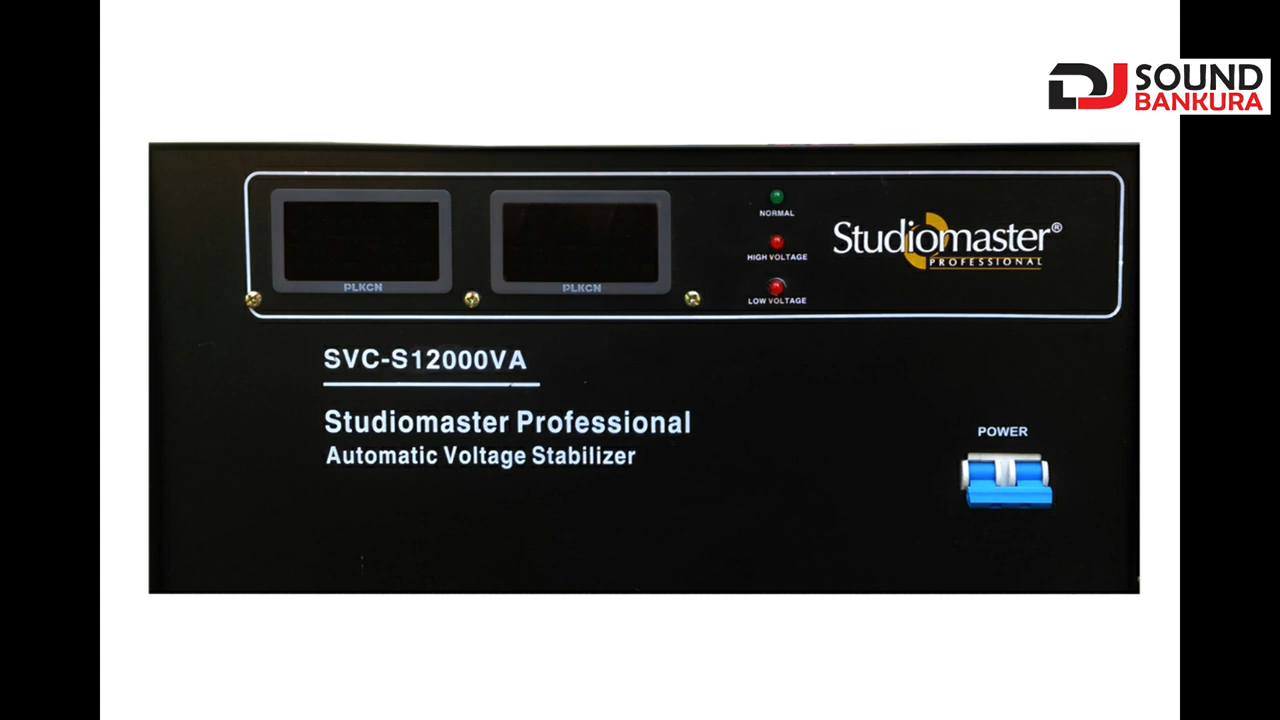 DJ SOUND
BANKURA
NORMAL
HIGH VOLTAGE
LOW VOLTAGE
PLKCN
PLKCN
Studiomaster®
PROFESSIONAL
SVC-S12000VA
Studiomaster Professional
Automatic Voltage Stabilizer
POWER